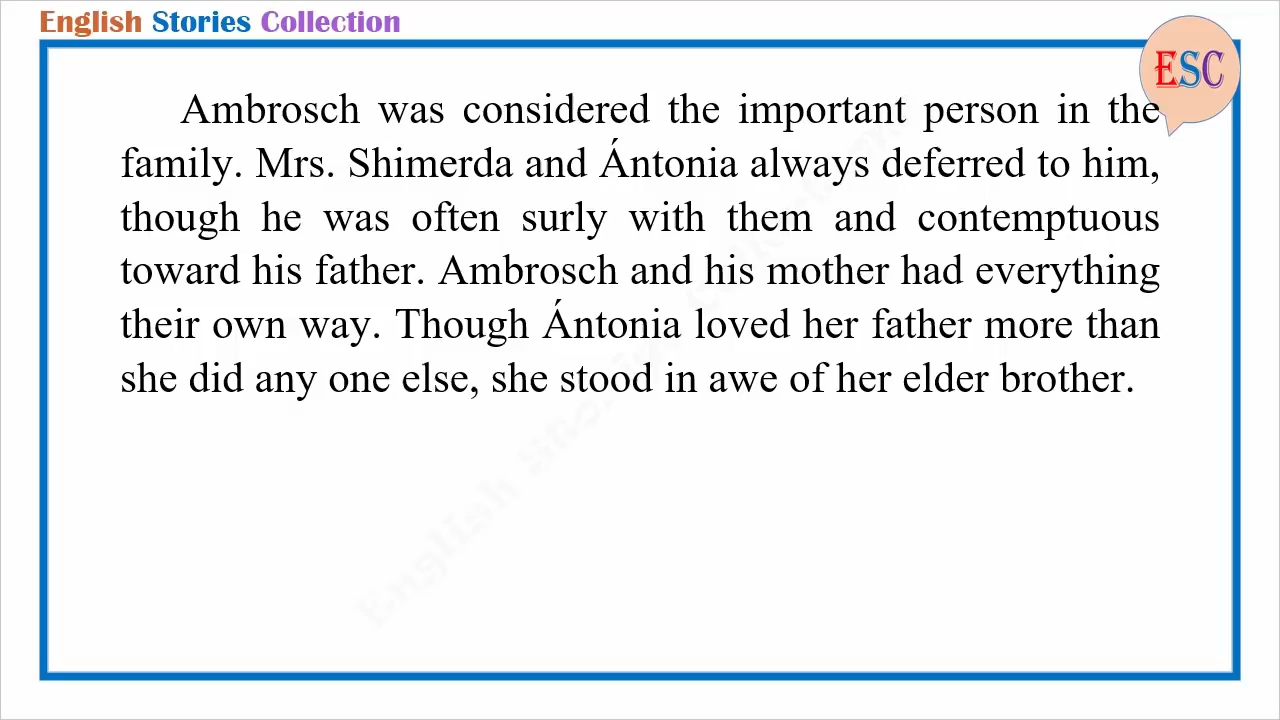 English Stories Collection
ESC
Ambrosch was considered the important person in the
family. Mrs. Shimerda and Ántonia always deferred to him,
though he was often surly with them and contemptuous
toward his father. Ambrosch and his mother had everything
their own way. Though Ántonia loved her father more than
she did any one else, she stood in awe of her elder brother.
English Stories